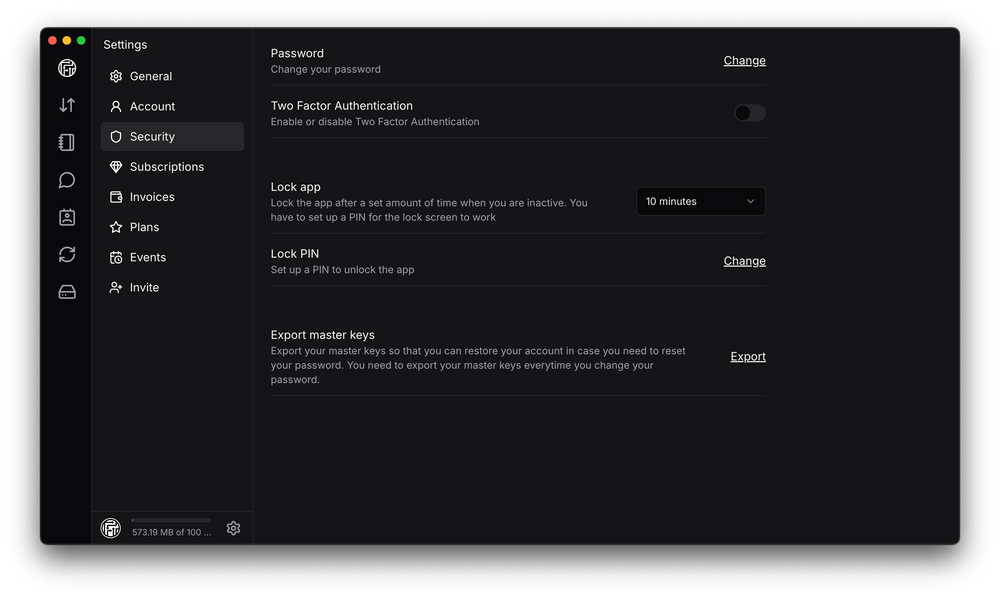 Settings
General
Account
Security
Subscriptions
Invoices
Plans
Events
Invite
573.19 MB of 100 ...
Password
Change your password
Change
Two Factor Authentication
Enable or disable Two Factor Authentication
Lock app
Lock the app after a set amount of time when you are inactive. You
have to set up a PIN for the lock screen to work
10 minutes
Lock PIN
Set up a PIN to unlock the app
Change
Export master keys
Export your master keys so that you can restore your account in case you need to reset
your password. You need to export your master keys everytime you change your
password.
Export